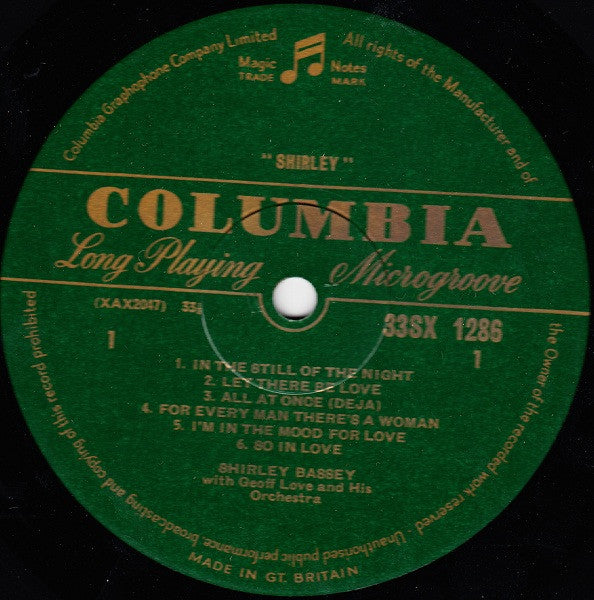 Columbia Graphophone Company Limited
All rights of the Manufacturer and of the Owner of the recorded work reserved
Unauthorised public performance, broadcasting and copying of this record prohibited
Magic Notes
TRADE MARK
"SHIRLEY"
COLUMBIA
Long Playing Microgroove
(XAX2047) 33⅓
33SX 1286
1 1
1. IN THE STILL OF THE NIGHT
2. LET THERE BE LOVE
3. ALL AT ONCE (DEJA)
4. FOR EVERY MAN THERE'S A WOMAN
5. I'M IN THE MOOD FOR LOVE
6. SO IN LOVE
SHIRLEY BASSEY
with Geoff Love and His
Orchestra
MADE IN GT. BRITAIN